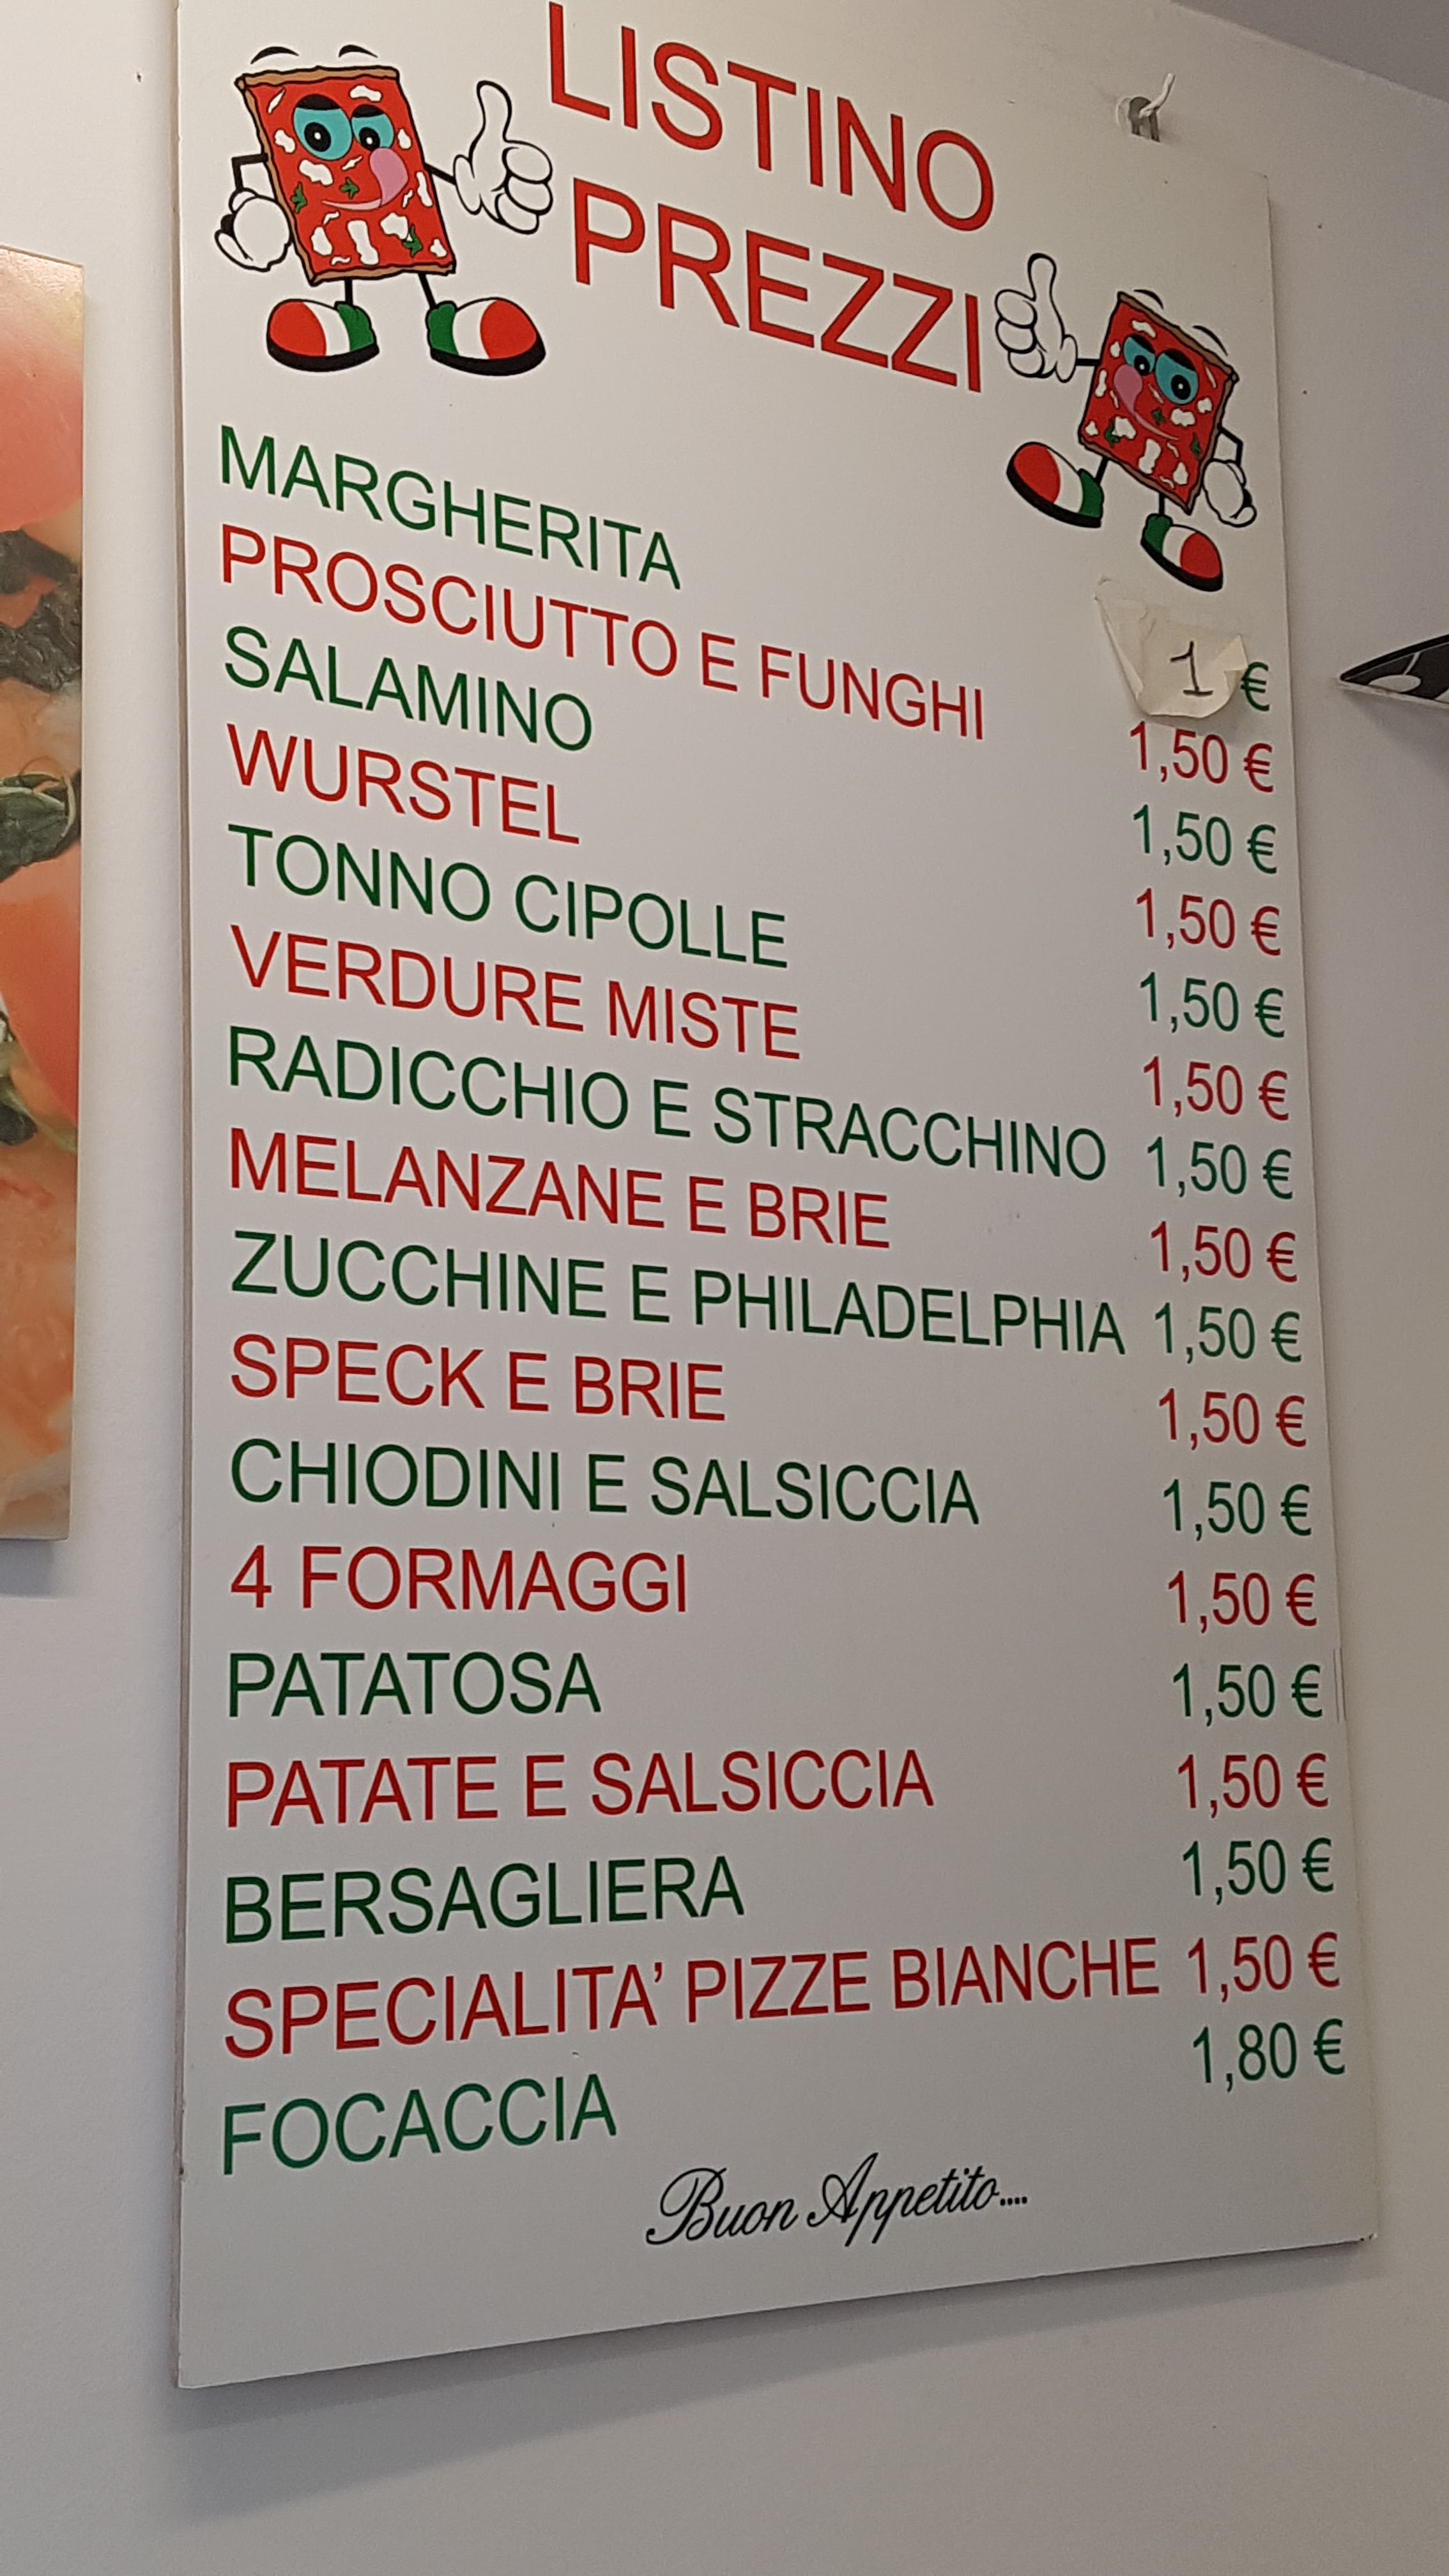 LISTINO
PREZZI
MARGHERITA 1 €
PROSCIUTTO E FUNGHI 1,50 €
SALAMINO 1,50 €
WURSTEL 1,50 €
TONNO CIPOLLE 1,50 €
VERDURE MISTE 1,50 €
RADICCHIO E STRACCHINO 1,50 €
MELANZANE E BRIE 1,50 €
ZUCCHINE E PHILADELPHIA 1,50 €
SPECK E BRIE 1,50 €
CHIODINI E SALSICCIA 1,50 €
4 FORMAGGI 1,50 €
PATATOSA 1,50 €
PATATE E SALSICCIA 1,50 €
BERSAGLIERA 1,50 €
SPECIALITA' PIZZE BIANCHE 1,50 €
FOCACCIA 1,80 €
Buon Appetito....